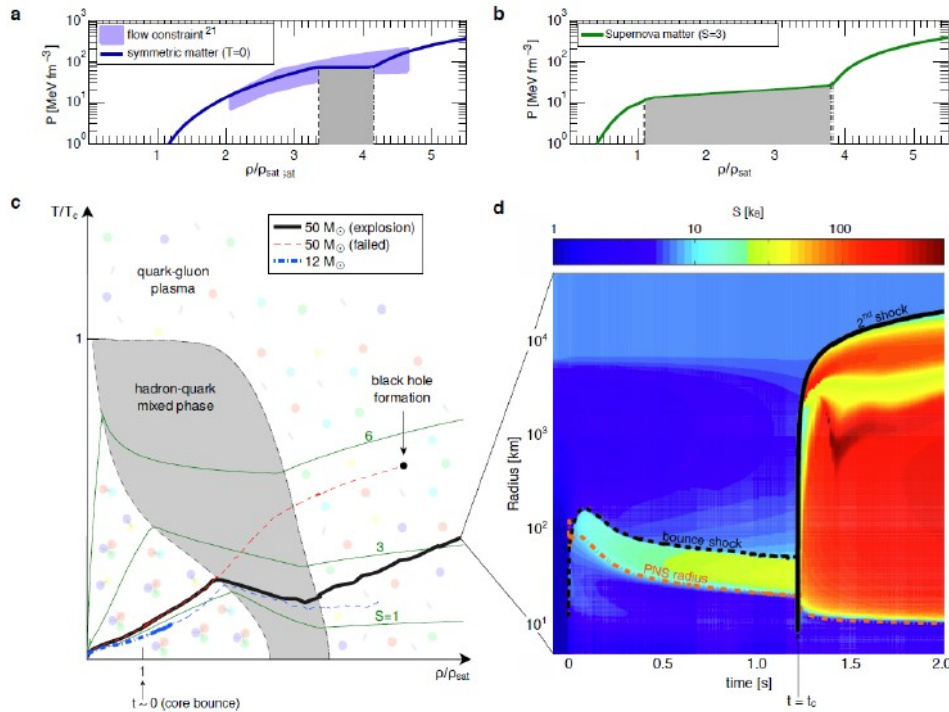 a
flow constraint 21
symmetric matter (T=0)
P [MeV fm⁻³]
10³
10²
10¹
10⁰
1 2 3 4 5
ρ/ρsat sat
b
Supernova matter (S=3)
P [MeV fm⁻³]
10³
10²
10¹
10⁰
0 1 2 3 4 5
ρ/ρsat
c
T/Tc
50 M⊙ (explosion)
50 M⊙ (failed)
12 M⊙
quark-gluon
plasma
1
hadron-quark
mixed phase
black hole
formation
6
3
S=1
ρ/ρsat
1
t ~ 0 (core bounce)
d
S [kB]
1 10 100
2nd shock
Radius [km]
10⁴
10³
10²
10¹
bounce shock
PNS radius
0 0.5 1.0 1.5 2.0
time [s]
t = tc